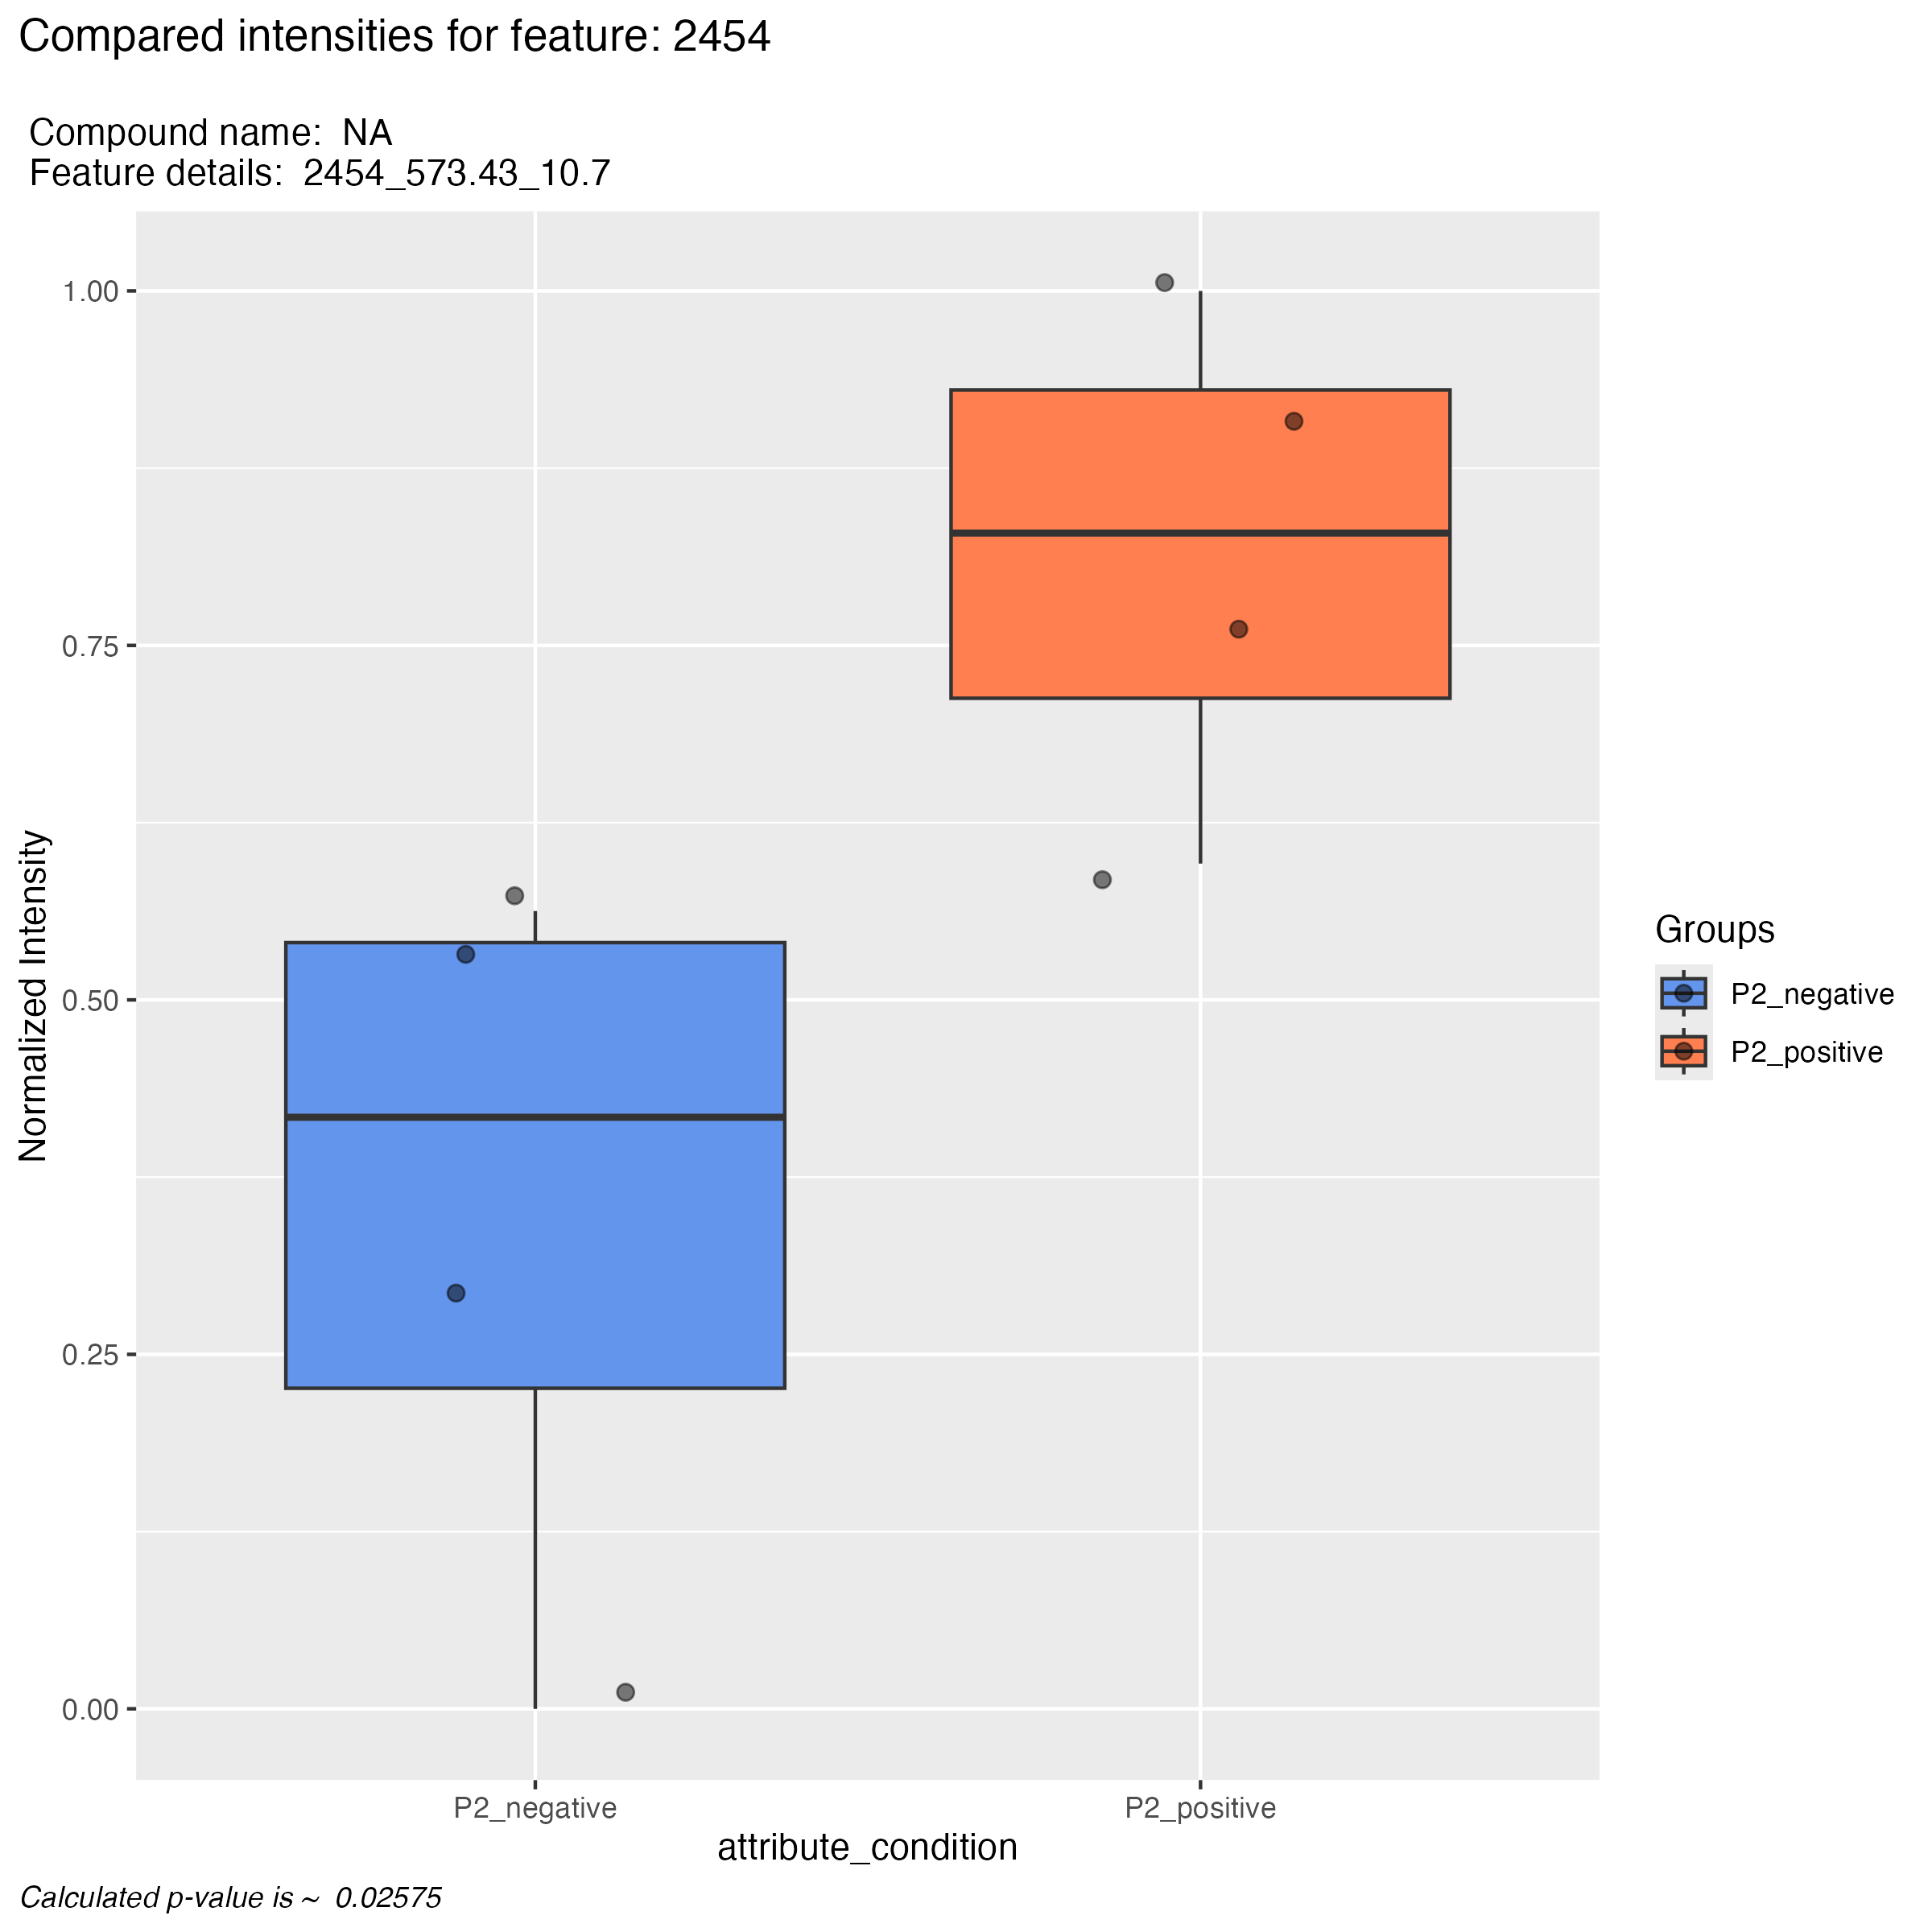 Compared intensities for feature: 2454
Compound name:  NA
Feature details:  2454_573.43_10.7
Normalized Intensity
1.00
0.75
0.50
0.25
0.00
P2_negative
P2_positive
attribute_condition
Groups
P2_negative
P2_positive
Calculated p-value is ~  0.02575